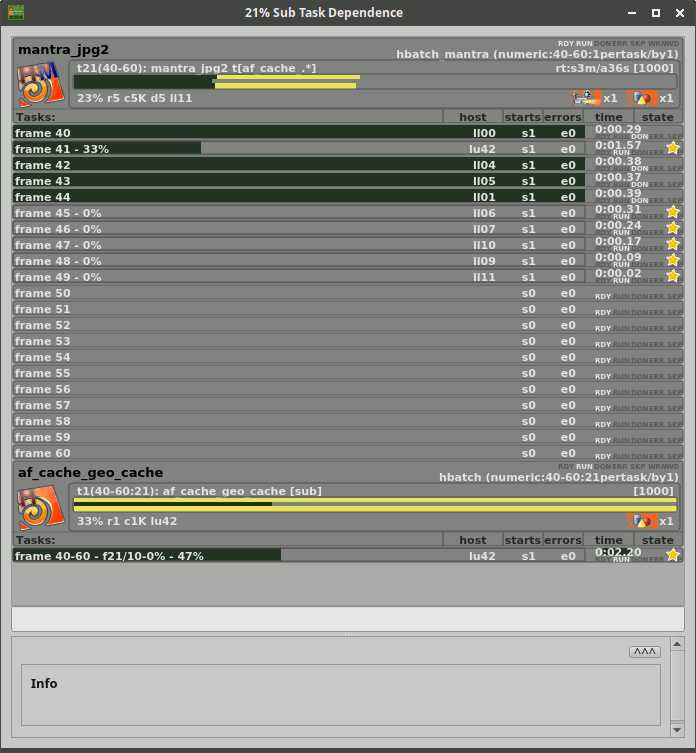 21% Sub Task Dependence
mantra_jpg2
RDY RUN DON ERR SKP WRN WD
hbatch_mantra (numeric:40-60:1pertask/by1)
t21(40-60): mantra_jpg2 t[af_cache_.*] rt:s3m/a36s [1000]
23% r5 c5K d5 ll11 x1 x1
Tasks: host starts errors time state
frame 40 ll00 s1 e0 0:00.29 RDY RUN DON ERR SKP
frame 41 - 33% lu42 s1 e0 0:01.57 RDY RUN DON ERR SKP
frame 42 ll04 s1 e0 0:00.38 RDY RUN DON ERR SKP
frame 43 ll05 s1 e0 0:00.37 RDY RUN DON ERR SKP
frame 44 ll01 s1 e0 0:00.39 RDY RUN DON ERR SKP
frame 45 - 0% ll06 s1 e0 0:00.31 RDY RUN DON ERR SKP
frame 46 - 0% ll07 s1 e0 0:00.24 RDY RUN DON ERR SKP
frame 47 - 0% ll10 s1 e0 0:00.17 RDY RUN DON ERR SKP
frame 48 - 0% ll09 s1 e0 0:00.09 RDY RUN DON ERR SKP
frame 49 - 0% ll11 s1 e0 0:00.02 RDY RUN DON ERR SKP
frame 50 s0 e0 RDY RUN DON ERR SKP
frame 51 s0 e0 RDY RUN DON ERR SKP
frame 52 s0 e0 RDY RUN DON ERR SKP
frame 53 s0 e0 RDY RUN DON ERR SKP
frame 54 s0 e0 RDY RUN DON ERR SKP
frame 55 s0 e0 RDY RUN DON ERR SKP
frame 56 s0 e0 RDY RUN DON ERR SKP
frame 57 s0 e0 RDY RUN DON ERR SKP
frame 58 s0 e0 RDY RUN DON ERR SKP
frame 59 s0 e0 RDY RUN DON ERR SKP
frame 60 s0 e0 RDY RUN DON ERR SKP
af_cache_geo_cache
RDY RUN DON ERR SKP WRN WD
hbatch (numeric:40-60:21pertask/by1)
t1(40-60:21): af_cache_geo_cache [sub] [1000]
33% r1 c1K lu42 x1
Tasks: host starts errors time state
frame 40-60 - f21/10-0% - 47% lu42 s1 e0 0:02.20 RDY RUN DON ERR SKP
^^^
Info